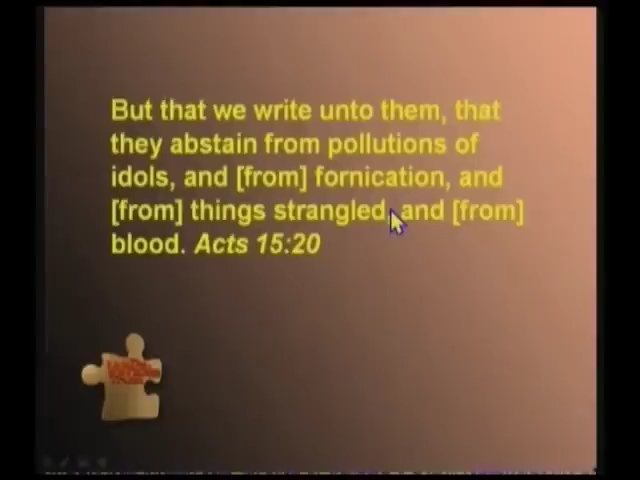 But that we write unto them, that
they abstain from pollutions of
idols, and [from] fornication, and
[from] things strangled, and [from]
blood. Acts 15:20